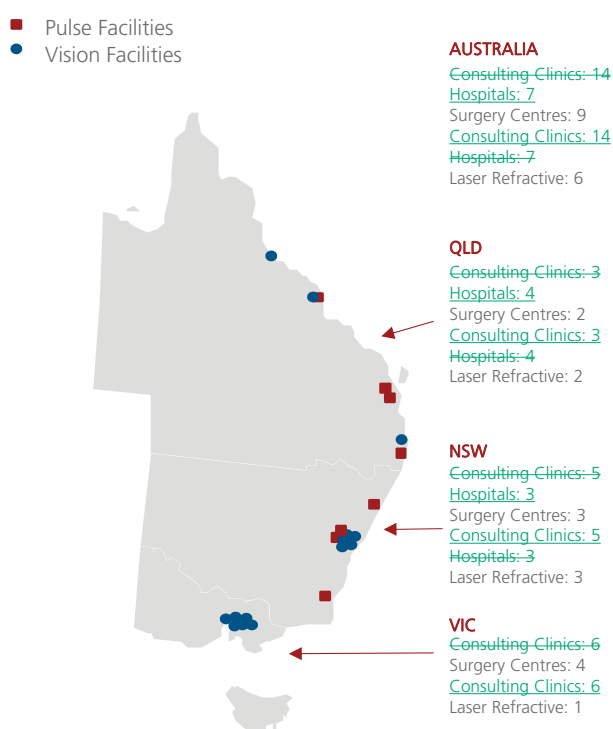 Pulse Facilities
Vision Facilities
AUSTRALIA
Consulting Clinics: 14
Hospitals: 7
Surgery Centres: 9
Consulting Clinics: 14
Hospitals: 7
Laser Refractive: 6
QLD
Consulting Clinics: 3
Hospitals: 4
Surgery Centres: 2
Consulting Clinics: 3
Hospitals: 4
Laser Refractive: 2
NSW
Consulting Clinics: 5
Hospitals: 3
Surgery Centres: 3
Consulting Clinics: 5
Hospitals: 3
Laser Refractive: 3
VIC
Consulting Clinics: 6
Surgery Centres: 4
Consulting Clinics: 6
Laser Refractive: 1